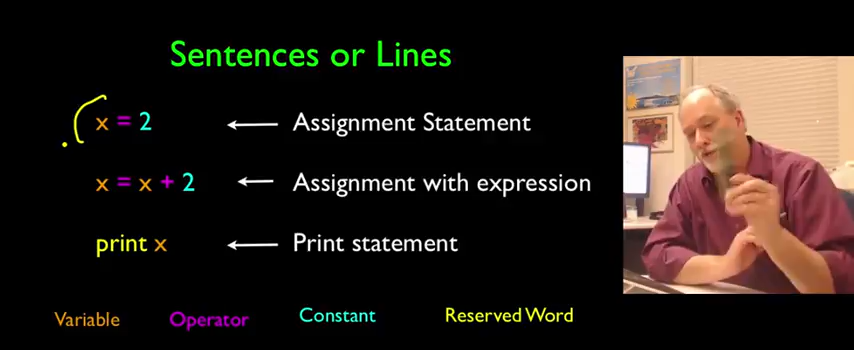 Sentences or Lines
x = 2 Assignment Statement
x = x + 2 Assignment with expression
print x Print statement
Variable Operator Constant Reserved Word